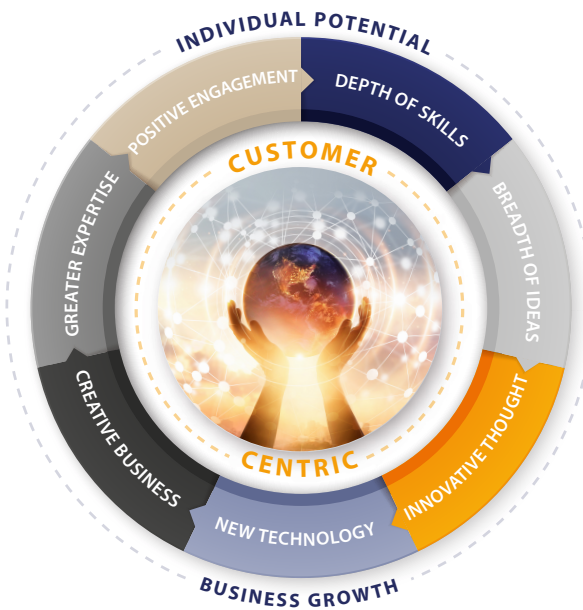 INDIVIDUAL POTENTIAL
POSITIVE ENGAGEMENT
DEPTH OF SKILLS
BREADTH OF IDEAS
INNOVATIVE THOUGHT
NEW TECHNOLOGY
CREATIVE BUSINESS
GREATER EXPERTISE
CUSTOMER
CENTRIC
BUSINESS GROWTH